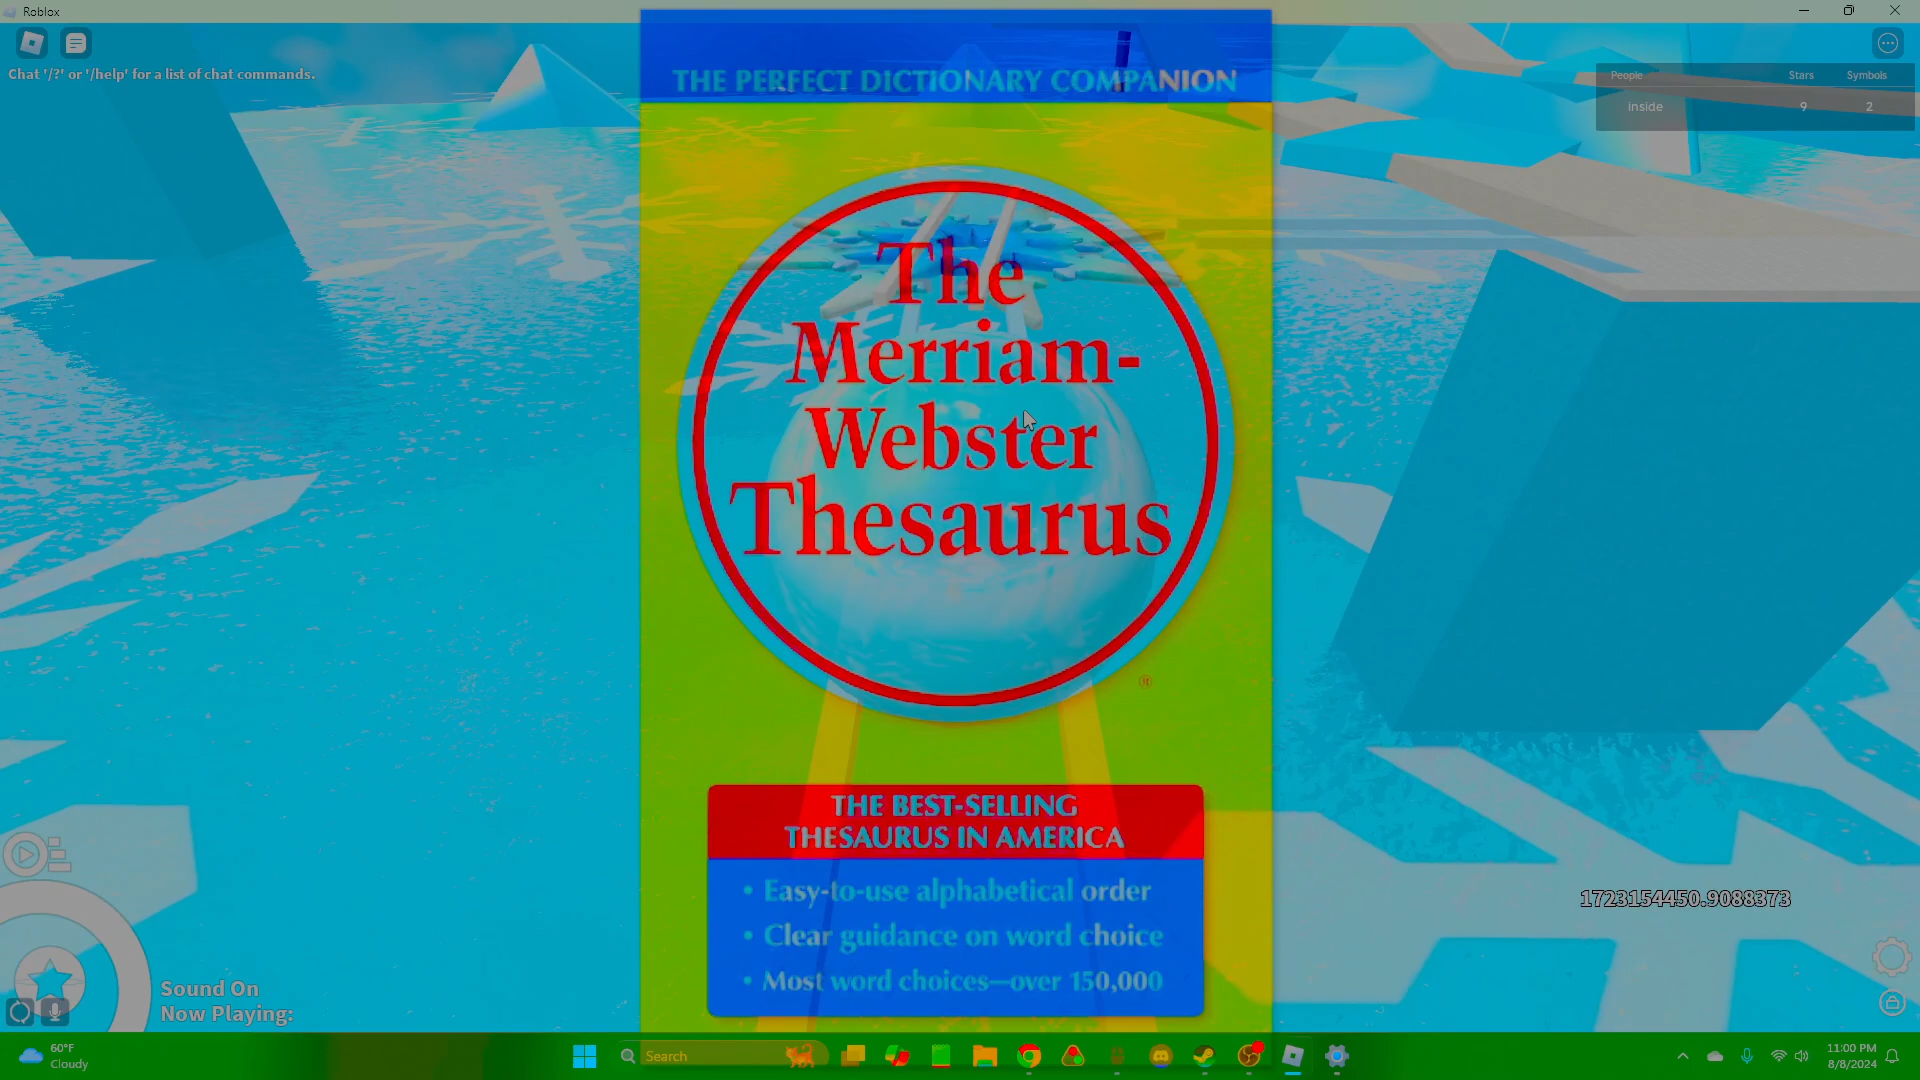 Roblox
Chat '/?' or '/help' for a list of chat commands.
People Stars Symbols
inside 9 2
THE PERFECT DICTIONARY COMPANION
The
Merriam-
Webster
Thesaurus
®
THE BEST-SELLING
THESAURUS IN AMERICA
• Easy-to-use alphabetical order
• Clear guidance on word choice
• Most word choices—over 150,000
1723154450.9088373
Sound On
Now Playing:
60°F
Cloudy
Search
11:00 PM
8/8/2024